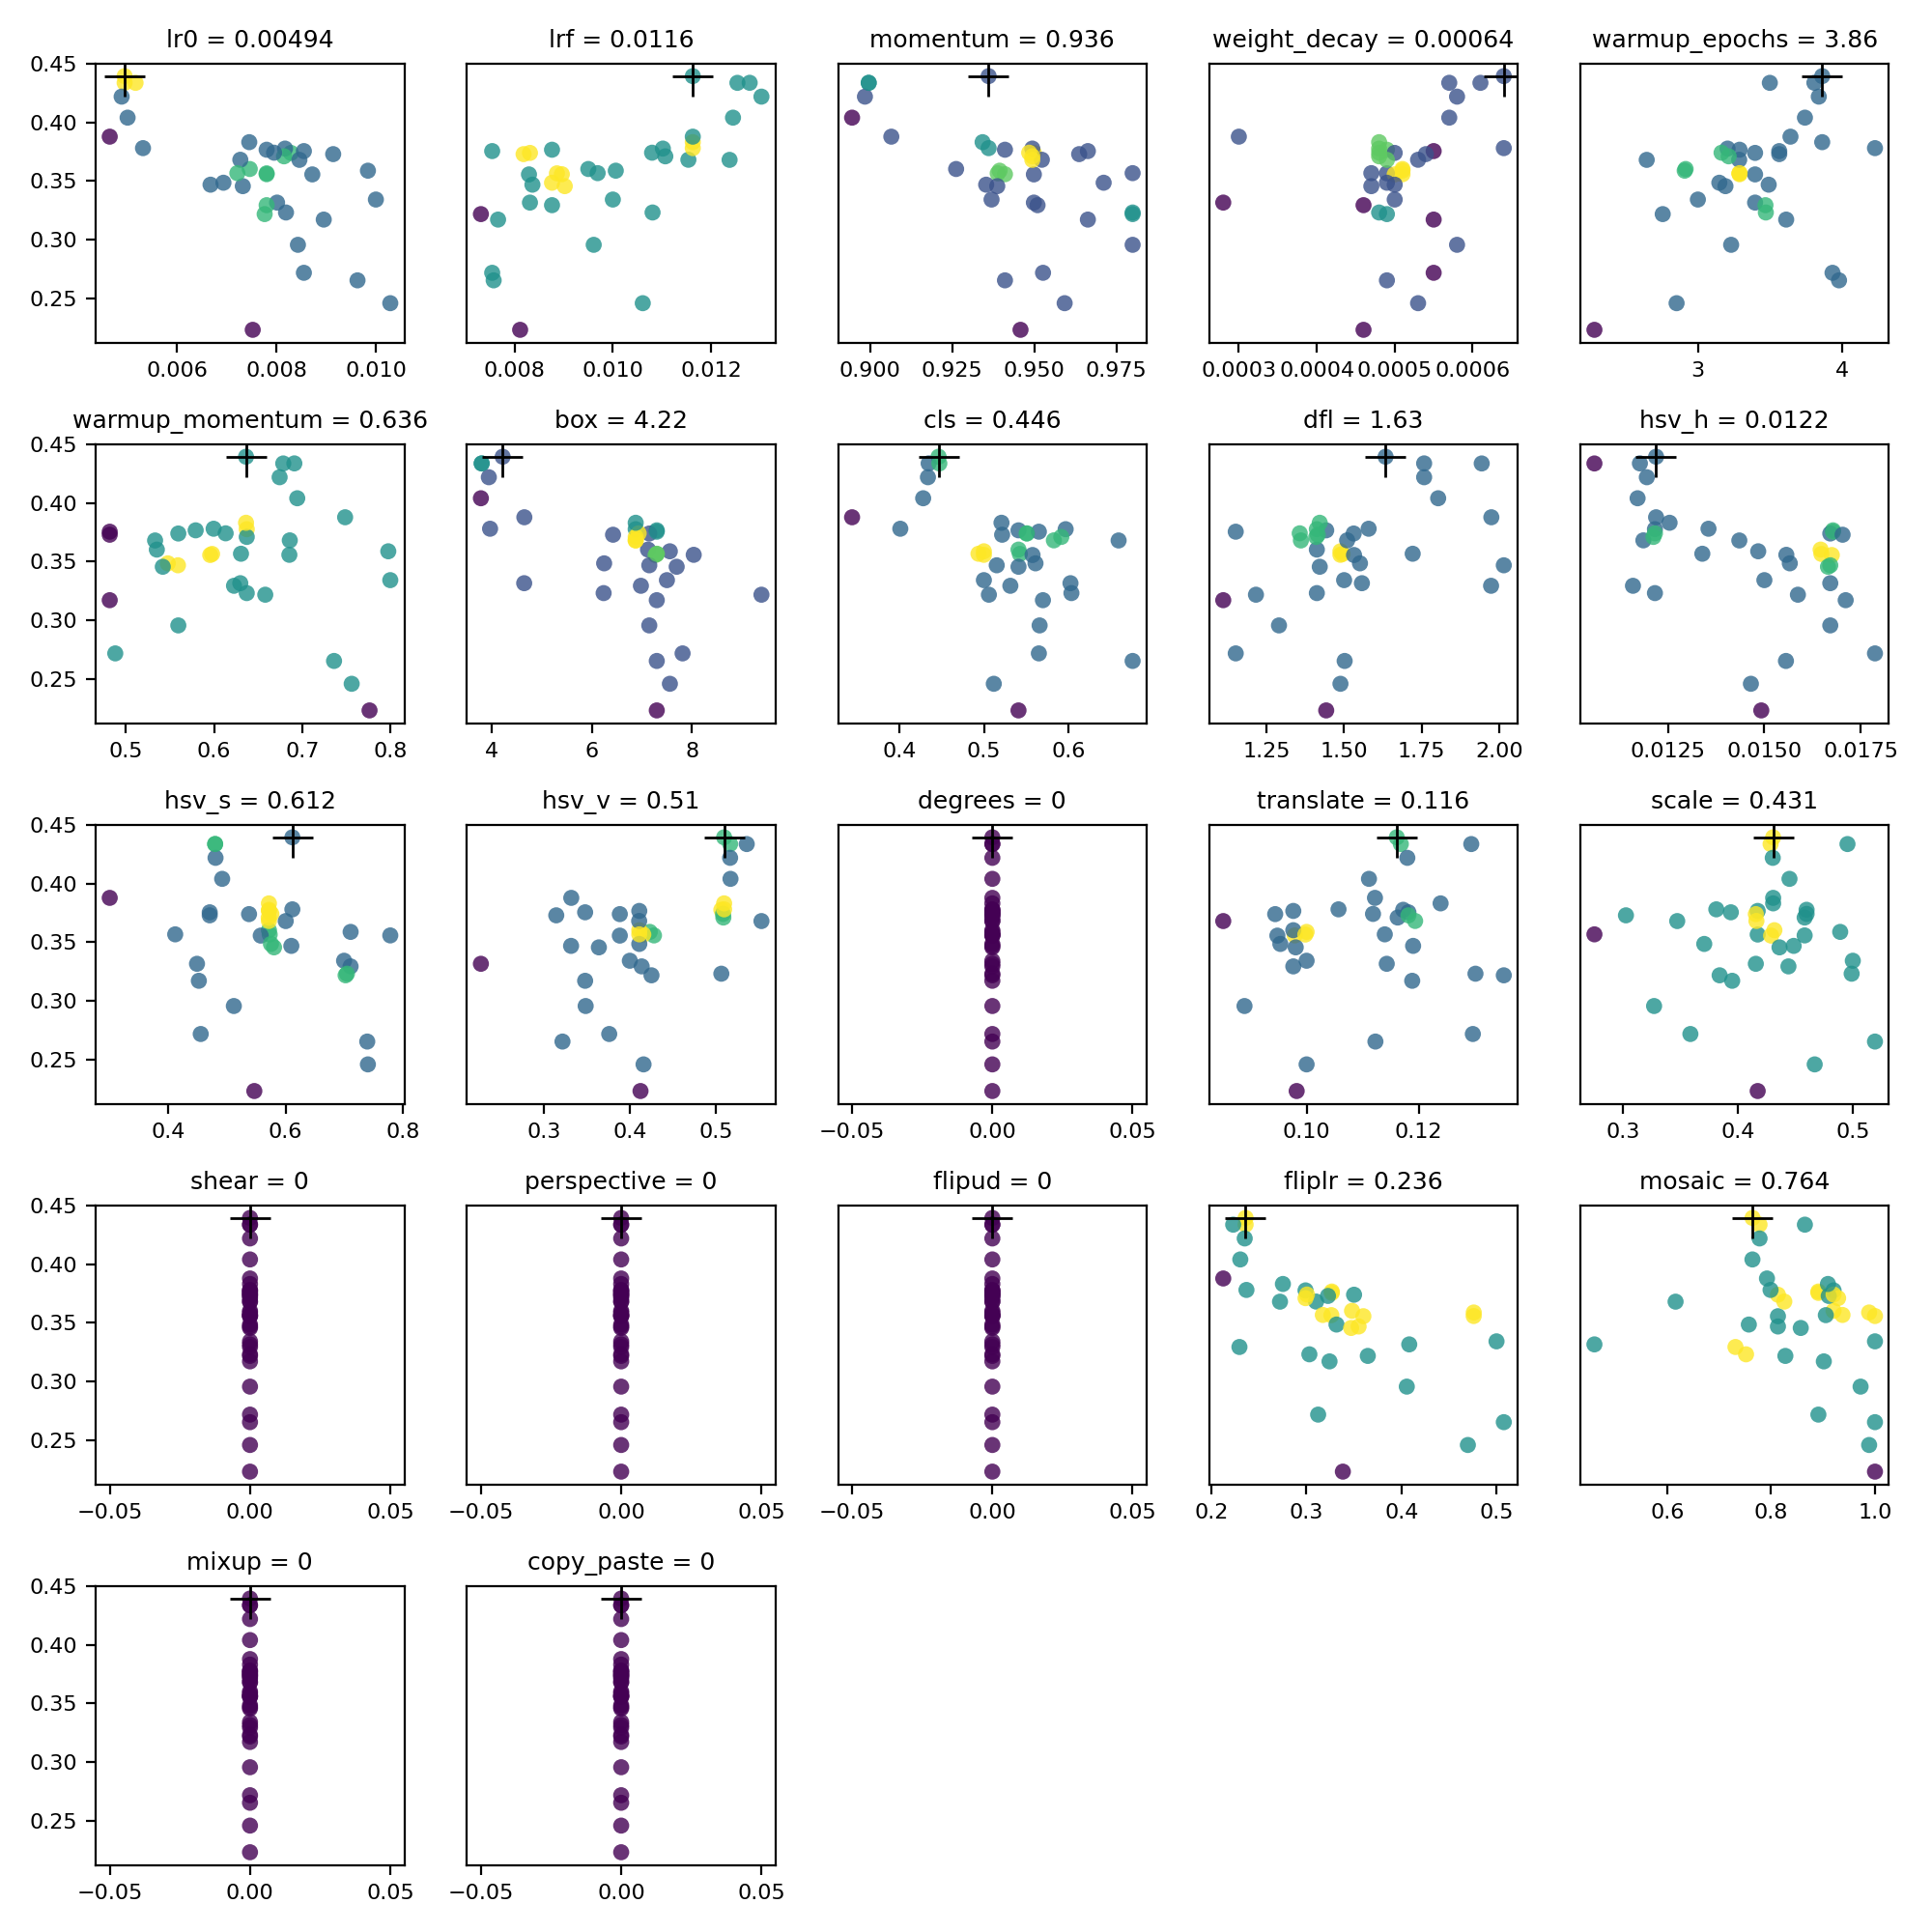 lr0 = 0.00494 lrf = 0.0116 momentum = 0.936 weight_decay = 0.00064 warmup_epochs = 3.86
0.45
0.40
0.35
0.30
0.25
0.006 0.008 0.010 0.008 0.010 0.012 0.900 0.925 0.950 0.975 0.0003 0.0004 0.0005 0.0006 3 4
warmup_momentum = 0.636 box = 4.22 cls = 0.446 dfl = 1.63 hsv_h = 0.0122
0.45
0.40
0.35
0.30
0.25
0.5 0.6 0.7 0.8 4 6 8 0.4 0.5 0.6 1.25 1.50 1.75 2.00 0.0125 0.0150 0.0175
hsv_s = 0.612 hsv_v = 0.51 degrees = 0 translate = 0.116 scale = 0.431
0.45
0.40
0.35
0.30
0.25
0.4 0.6 0.8 0.3 0.4 0.5 −0.05 0.00 0.05 0.10 0.12 0.3 0.4 0.5
shear = 0 perspective = 0 flipud = 0 fliplr = 0.236 mosaic = 0.764
0.45
0.40
0.35
0.30
0.25
−0.05 0.00 0.05 −0.05 0.00 0.05 −0.05 0.00 0.05 0.2 0.3 0.4 0.5 0.6 0.8 1.0
mixup = 0 copy_paste = 0
0.45
0.40
0.35
0.30
0.25
−0.05 0.00 0.05 −0.05 0.00 0.05